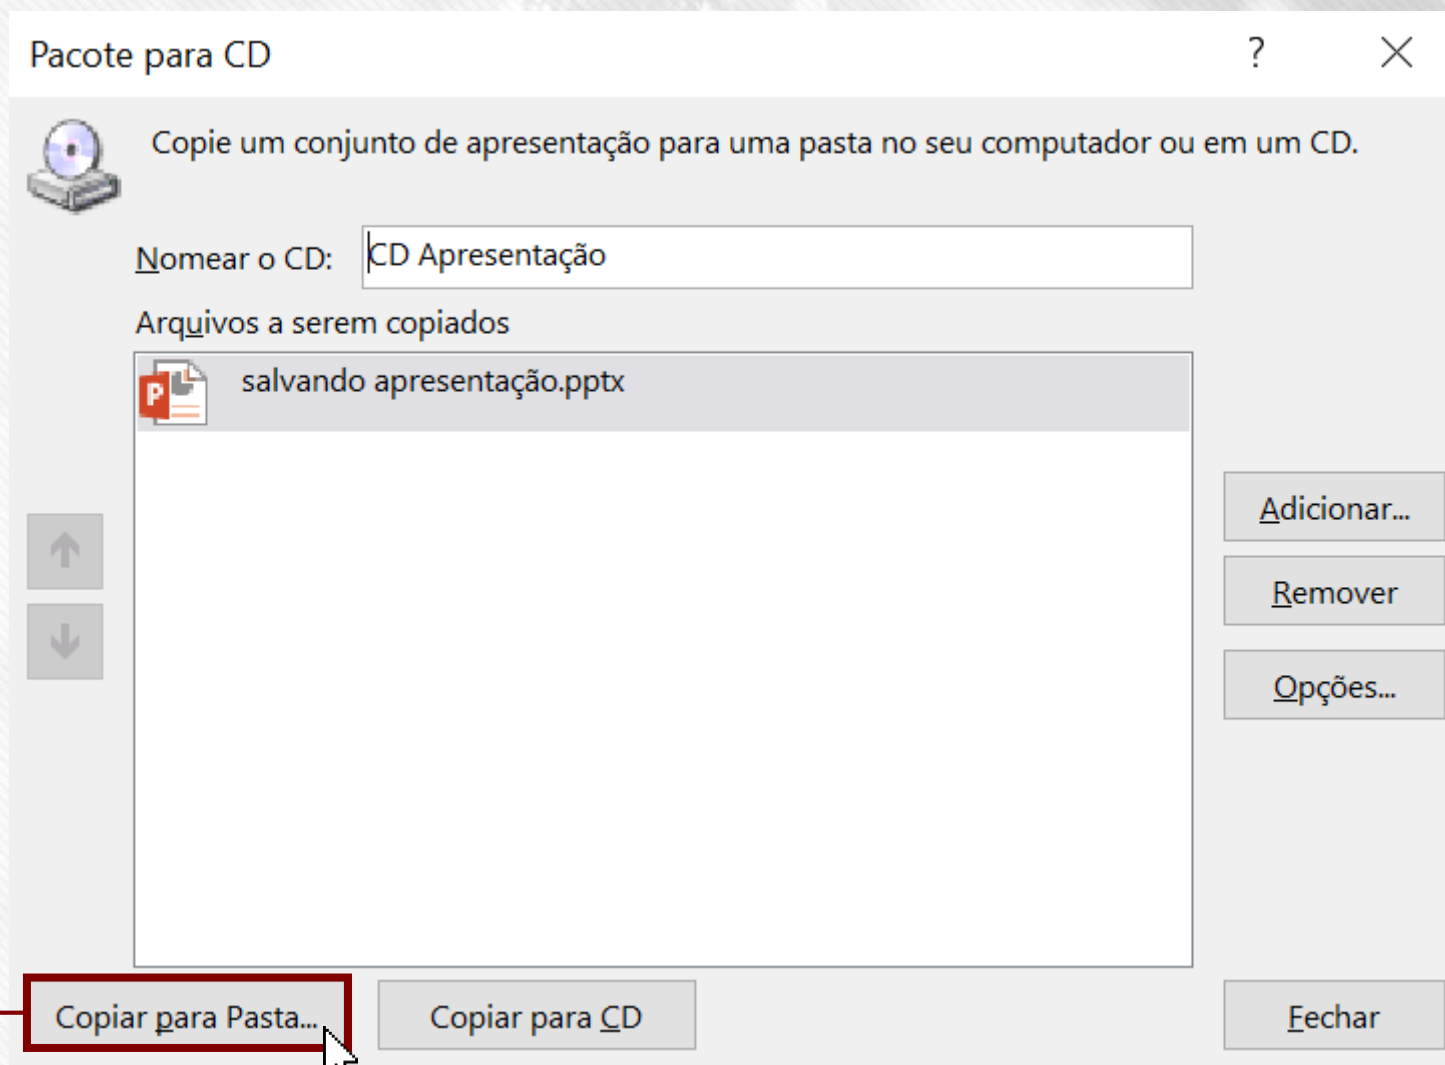 Pacote para CD
?
Copie um conjunto de apresentação para uma pasta no seu computador ou em um CD.
Nomear o CD: CD Apresentação
Arquivos a serem copiados
P salvando apresentação.pptx
Adicionar...
Remover
Opções...
Copiar para Pasta... Copiar para CD Fechar